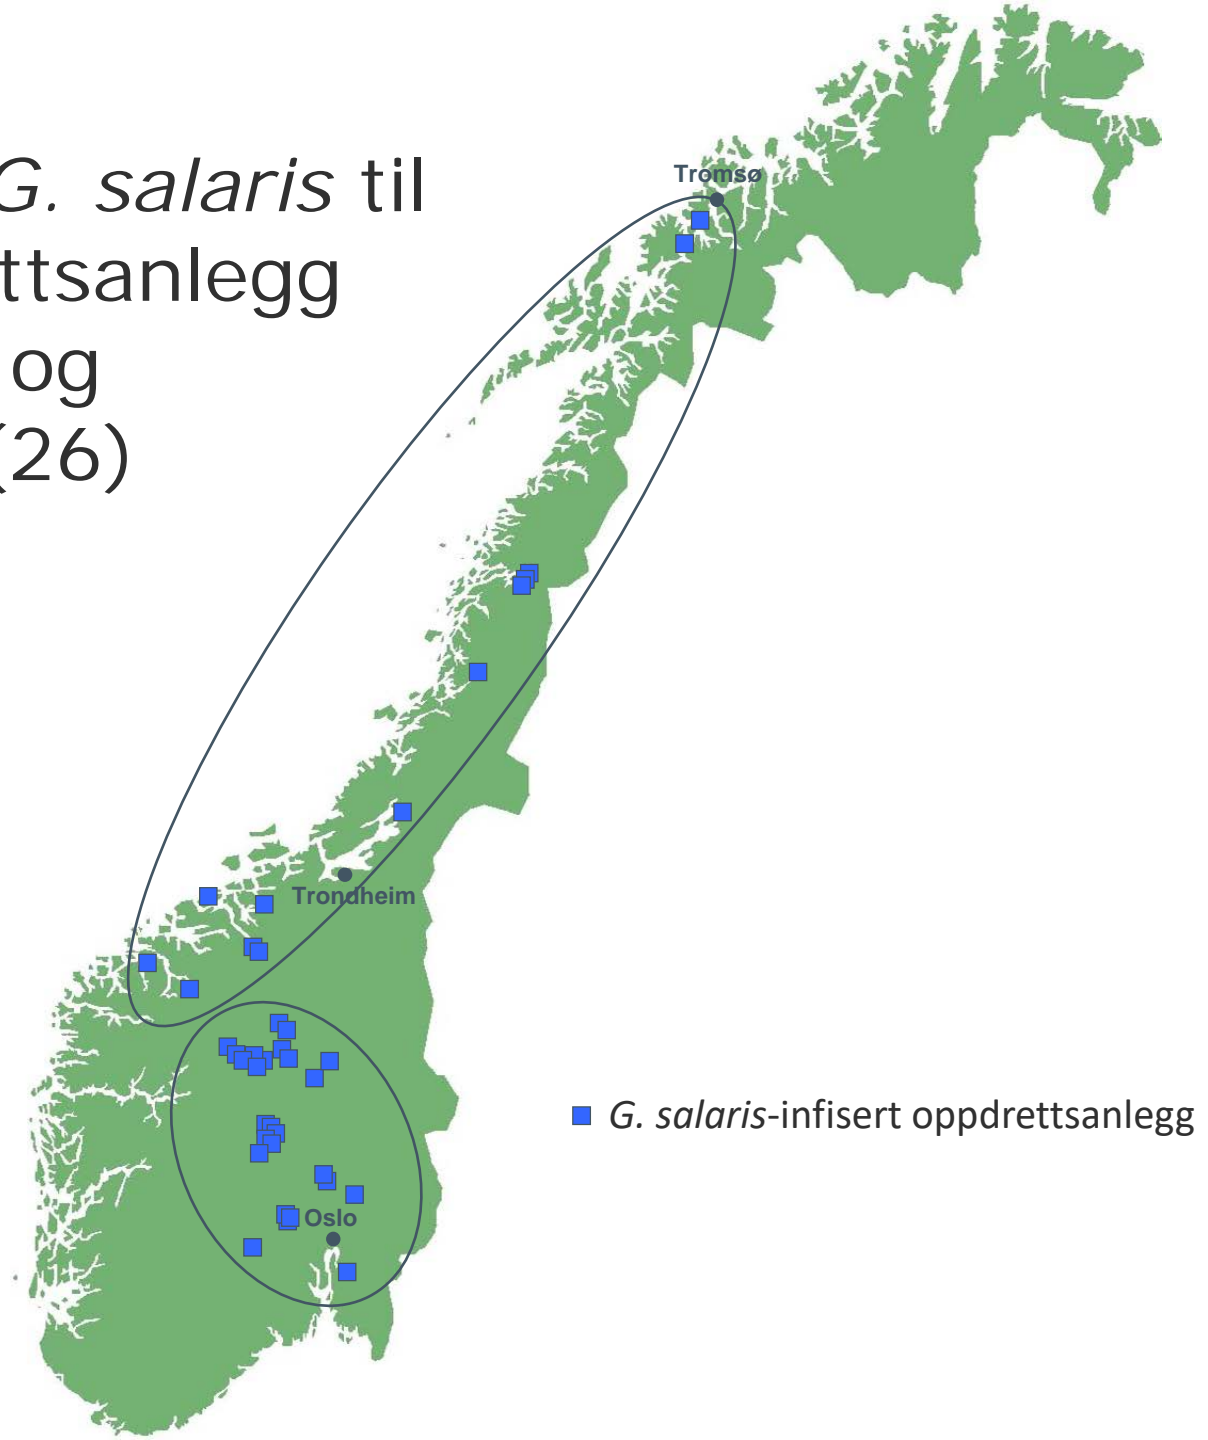 G. salaris til
ttsanlegg
og
(26)
Tromsø
Trondheim
G. salaris-infisert oppdrettsanlegg
Oslo